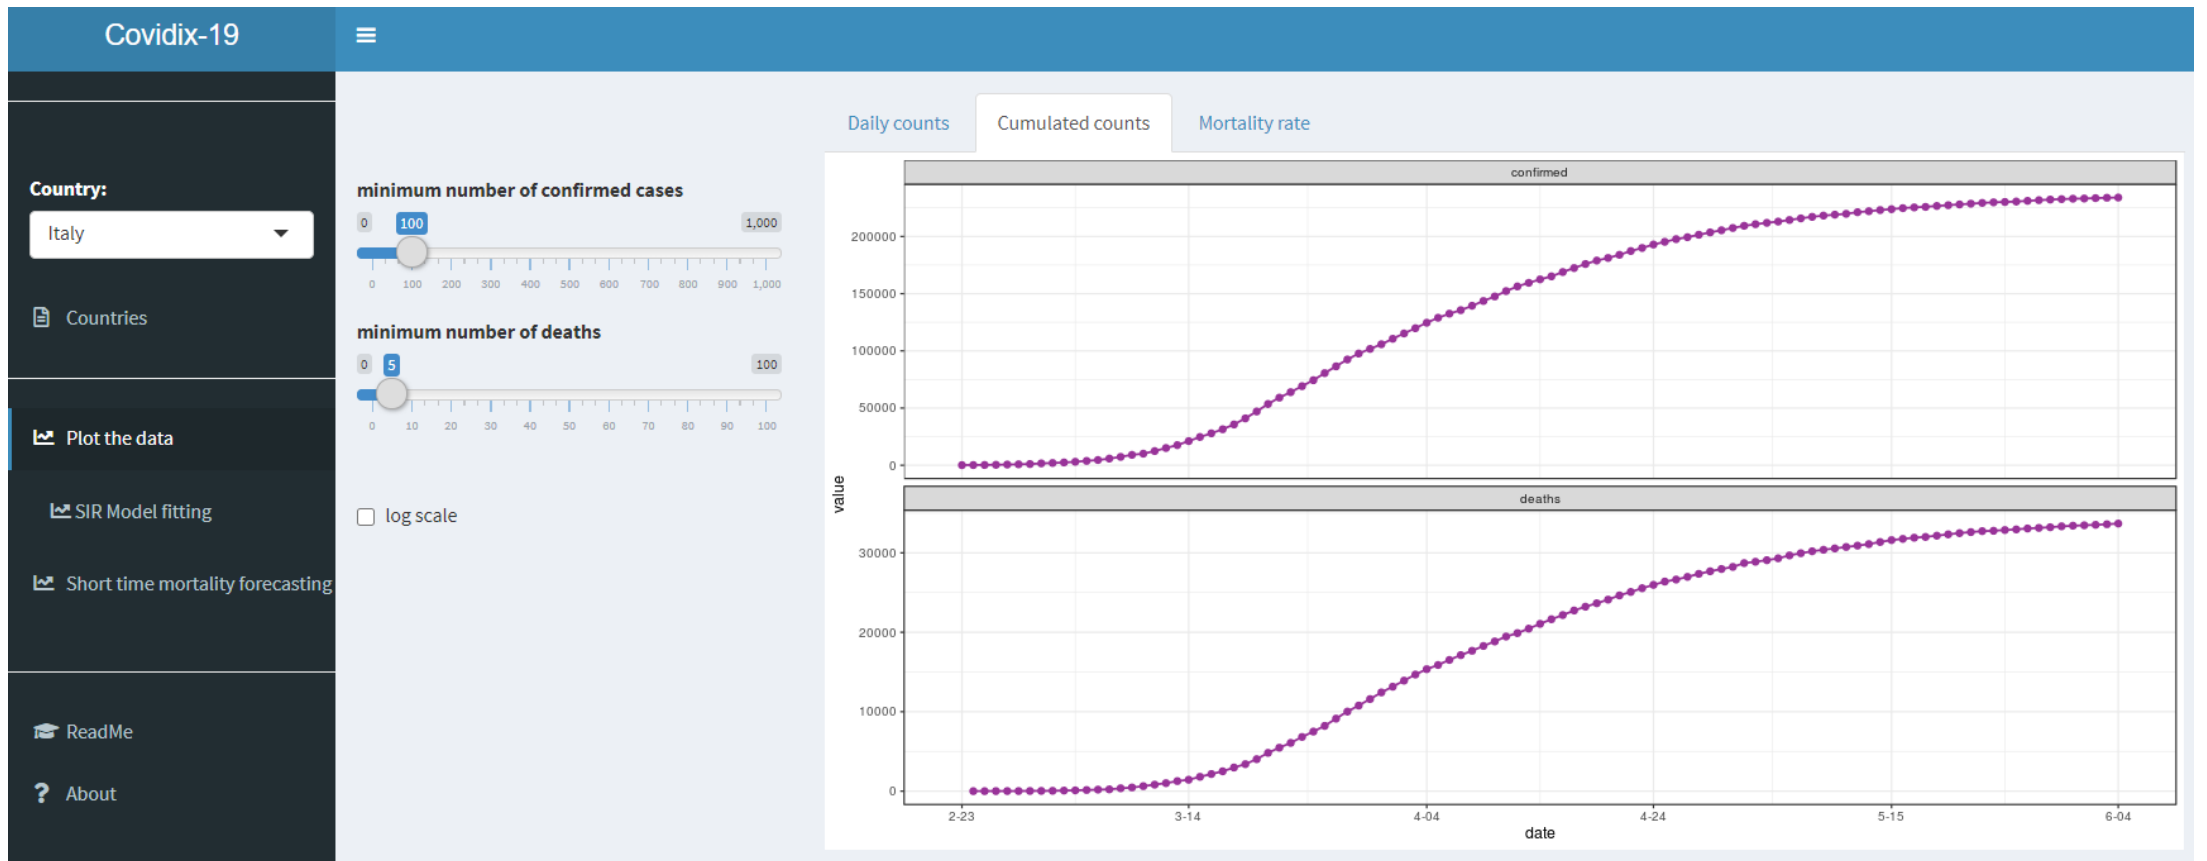 Covidix-19
Country:
Italy
Countries
Plot the data
SIR Model fitting
Short time mortality forecasting
ReadMe
About
minimum number of confirmed cases
0 100 1,000
0 100 200 300 400 500 600 700 800 900 1,000
minimum number of deaths
0 5 100
0 10 20 30 40 50 60 70 80 90 100
log scale
Daily counts Cumulated counts Mortality rate
confirmed
200000
150000
100000
50000
0
value
deaths
30000
20000
10000
0
2-23 3-14 4-04 4-24 5-15 6-04
date